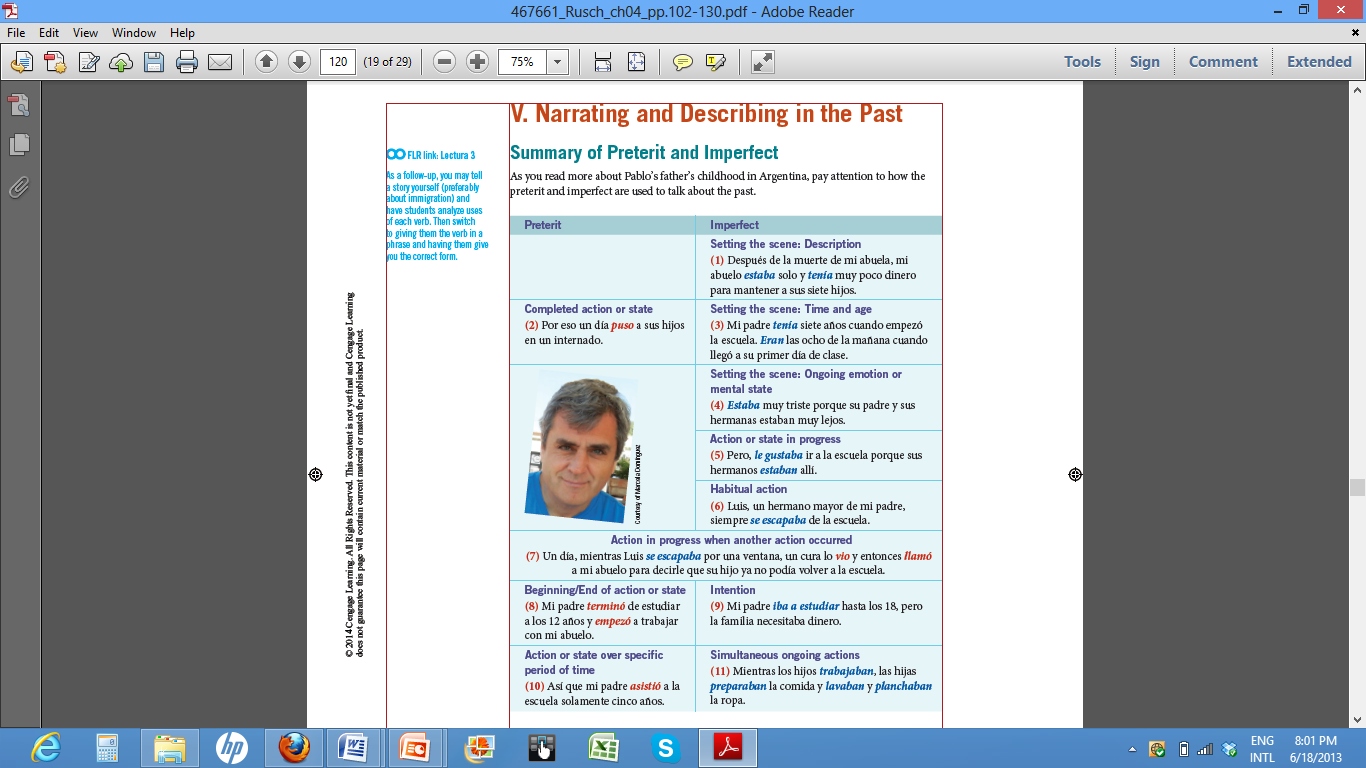 467661_Rusch_ch04_pp.102-130.pdf - Adobe Reader
File Edit View Window Help
120 (19 of 29) 75% Tools Sign Comment Extended
V. Narrating and Describing in the Past
FLR link: Lectura 3
As a follow-up, you may tell
a story yourself (preferably
about immigration) and
have students analyze uses
of each verb. Then switch
to giving them the verb in a
phrase and having them give
you the correct form.
Summary of Preterit and Imperfect
As you read more about Pablo's father's childhood in Argentina, pay attention to how the
preterit and imperfect are used to talk about the past.
Preterit
Imperfect
Setting the scene: Description
(1) Después de la muerte de mi abuela, mi
abuelo estaba solo y tenía muy poco dinero
para mantener a sus siete hijos.
Completed action or state
(2) Por eso un día puso a sus hijos
en un internado.
Setting the scene: Time and age
(3) Mi padre tenía siete años cuando empezó
la escuela. Eran las ocho de la mañana cuando
llegó a su primer día de clase.
Setting the scene: Ongoing emotion or
mental state
(4) Estaba muy triste porque su padre y sus
hermanas estaban muy lejos.
Action or state in progress
(5) Pero, le gustaba ir a la escuela porque sus
hermanos estaban allí.
Habitual action
(6) Luis, un hermano mayor de mi padre,
siempre se escapaba de la escuela.
Courtesy of Marcela Domínguez
Action in progress when another action occurred
(7) Un día, mientras Luis se escapaba por una ventana, un cura lo vio y entonces llamó
a mi abuelo para decirle que su hijo ya no podía volver a la escuela.
Beginning/End of action or state
(8) Mi padre terminó de estudiar
a los 12 años y empezó a trabajar
con mi abuelo.
Intention
(9) Mi padre iba a estudiar hasta los 18, pero
la familia necesitaba dinero.
Action or state over specific
period of time
(10) Así que mi padre asistió a la
escuela solamente cinco años.
Simultaneous ongoing actions
(11) Mientras los hijos trabajaban, las hijas
preparaban la comida y lavaban y planchaban
la ropa.
© 2014 Cengage Learning. All Rights Reserved. This content is not yet final and Cengage Learning
does not guarantee this page will contain current material or match the published product.
hp
ENG
INTL
8:01 PM
6/18/2013